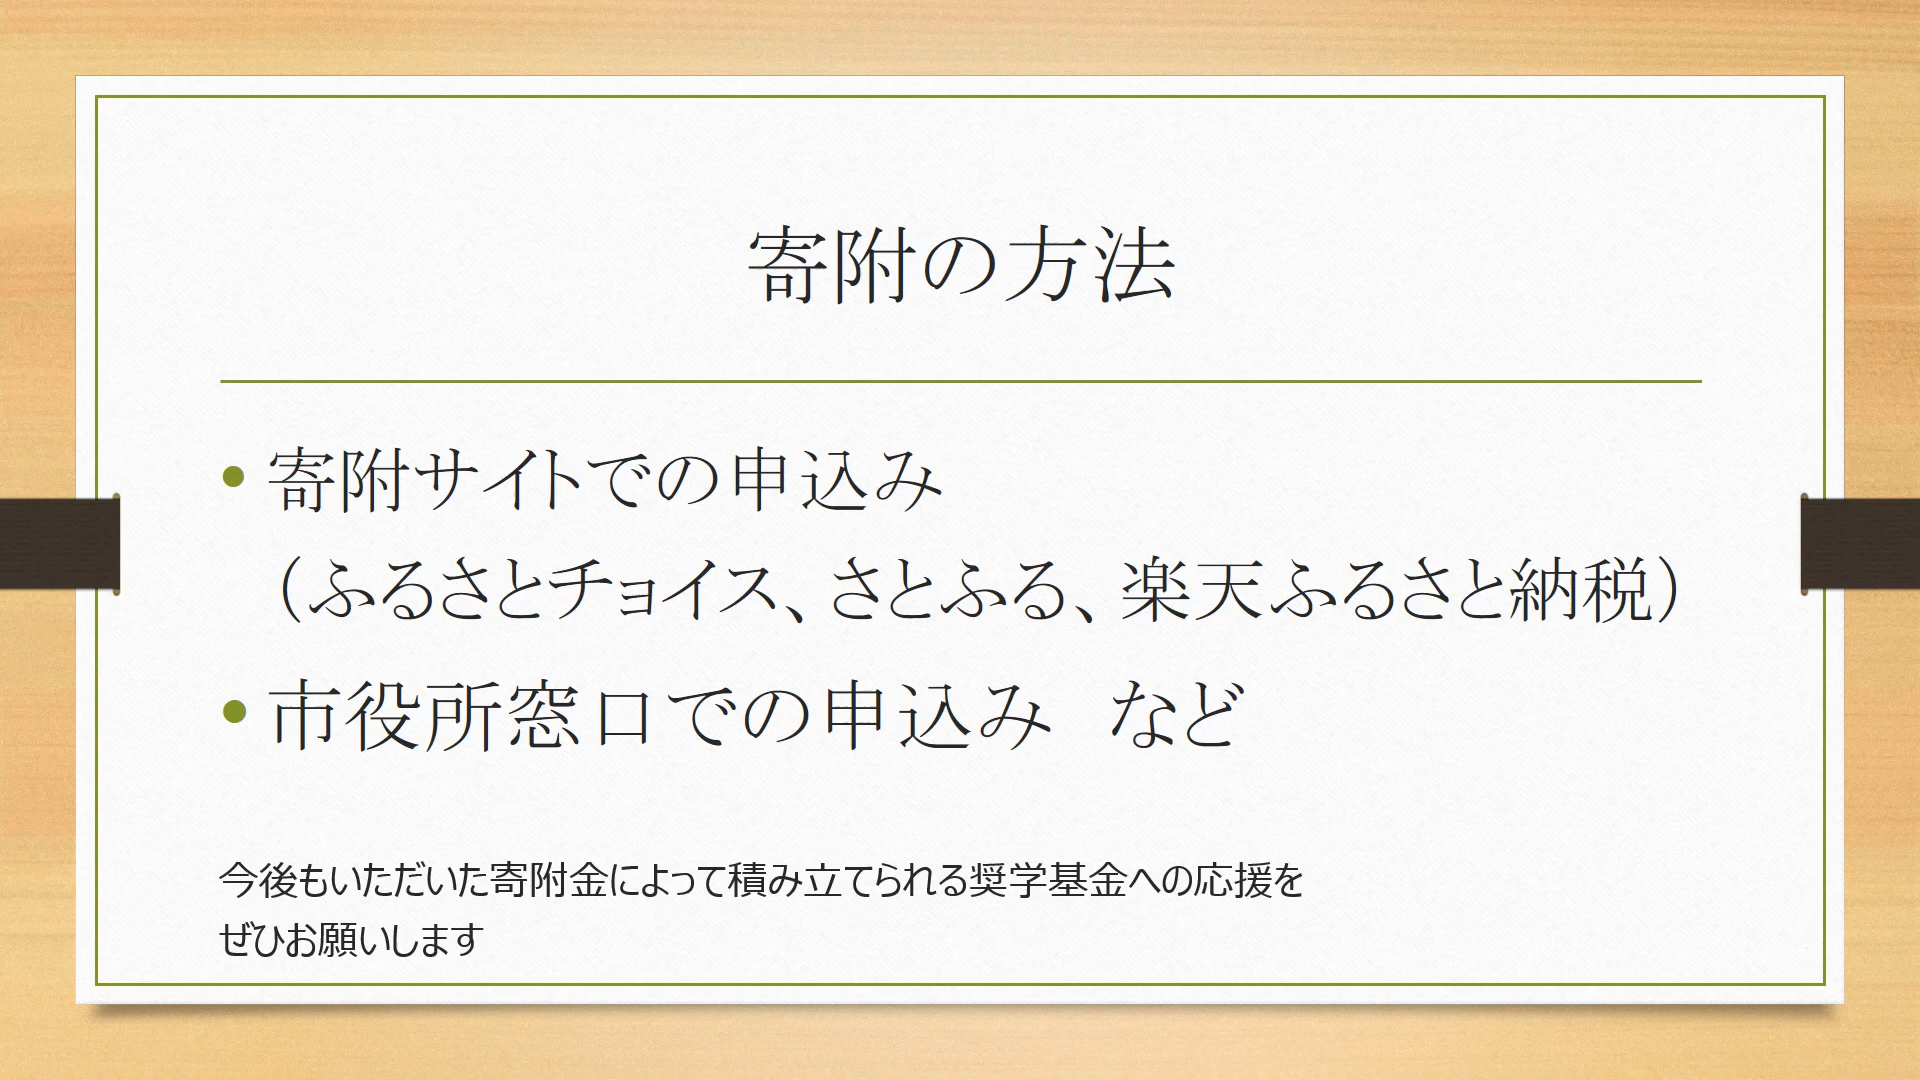 寄附の方法
• 寄附サイトでの申込み
（ふるさとチョイス、さとふる、楽天ふるさと納税）
• 市役所窓口での申込み　など
今後もいただいた寄附金によって積み立てられる奨学基金への応援を
ぜひお願いします